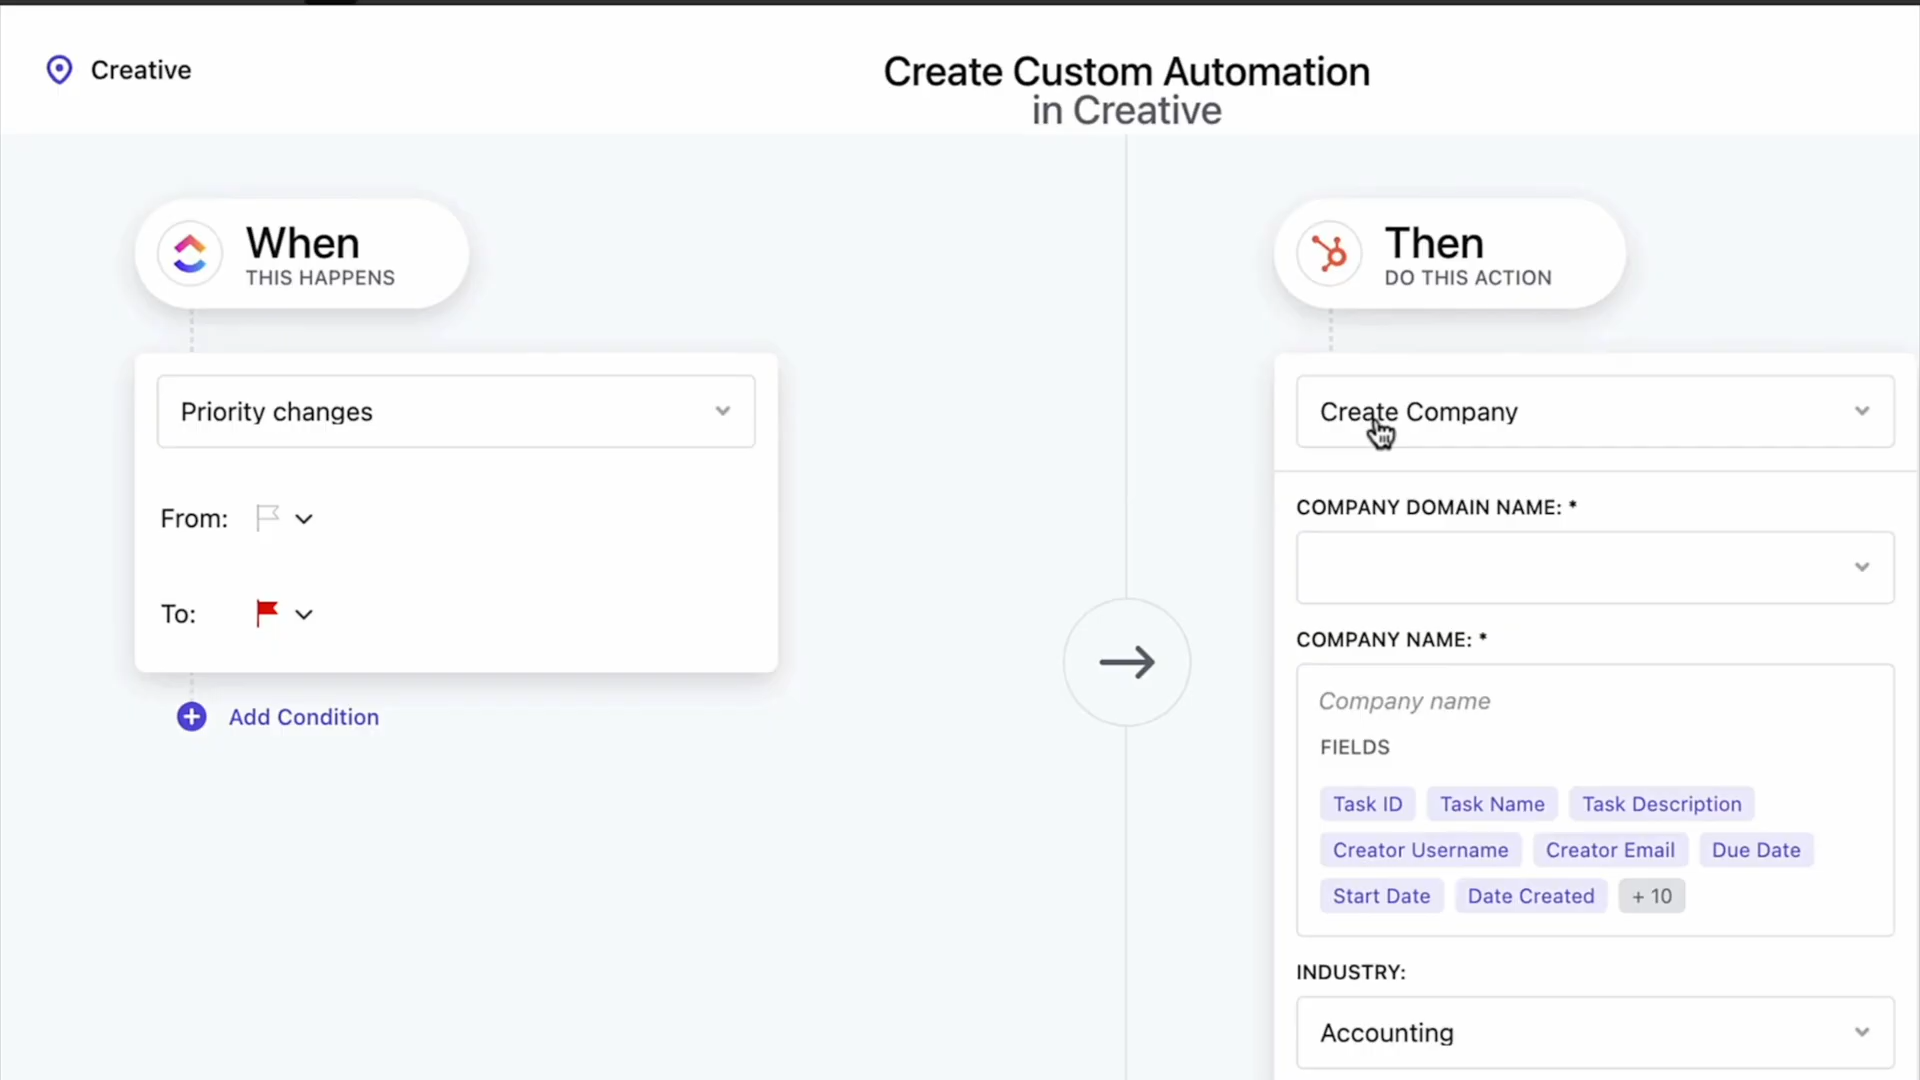 Creative
Create Custom Automation
in Creative
When
THIS HAPPENS
Priority changes
From:
To:
Add Condition
Then
DO THIS ACTION
Create Company
COMPANY DOMAIN NAME: *
COMPANY NAME: *
Company name
FIELDS
Task ID Task Name Task Description
Creator Username Creator Email Due Date
Start Date Date Created + 10
INDUSTRY:
Accounting